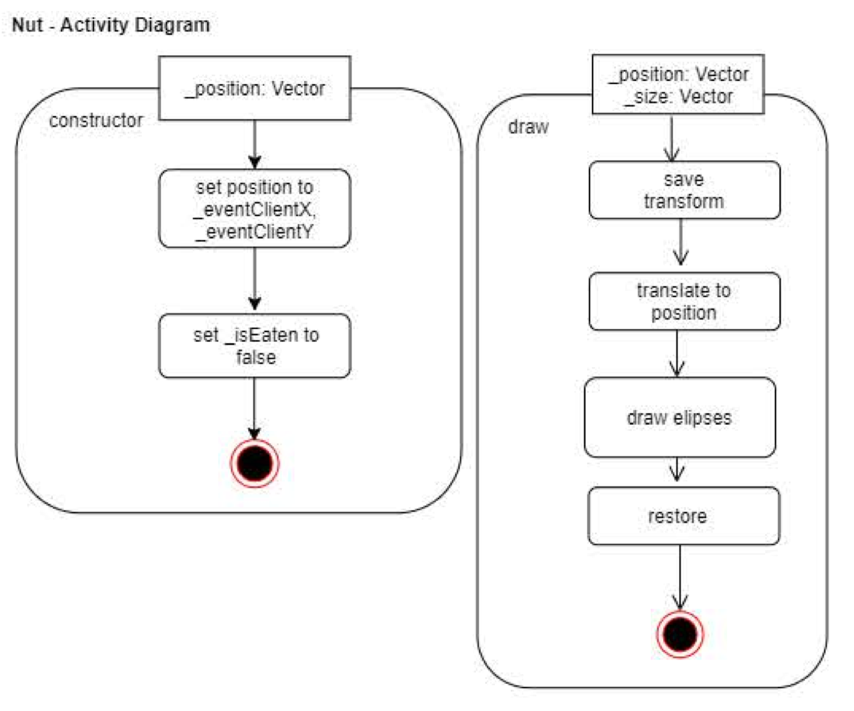 Nut - Activity Diagram
_position: Vector
constructor
set position to
_eventClientX,
_eventClientY
set _isEaten to
false
_position: Vector
_size: Vector
draw
save
transform
translate to
position
draw elipses
restore